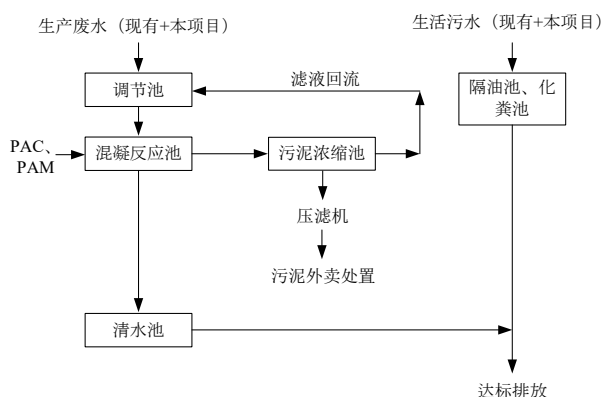 生产废水（现有+本项目）
生活污水（现有+本项目）
调节池
滤液回流
隔油池、化
粪池
PAC、
PAM
混凝反应池
污泥浓缩池
压滤机
污泥外卖处置
清水池
达标排放